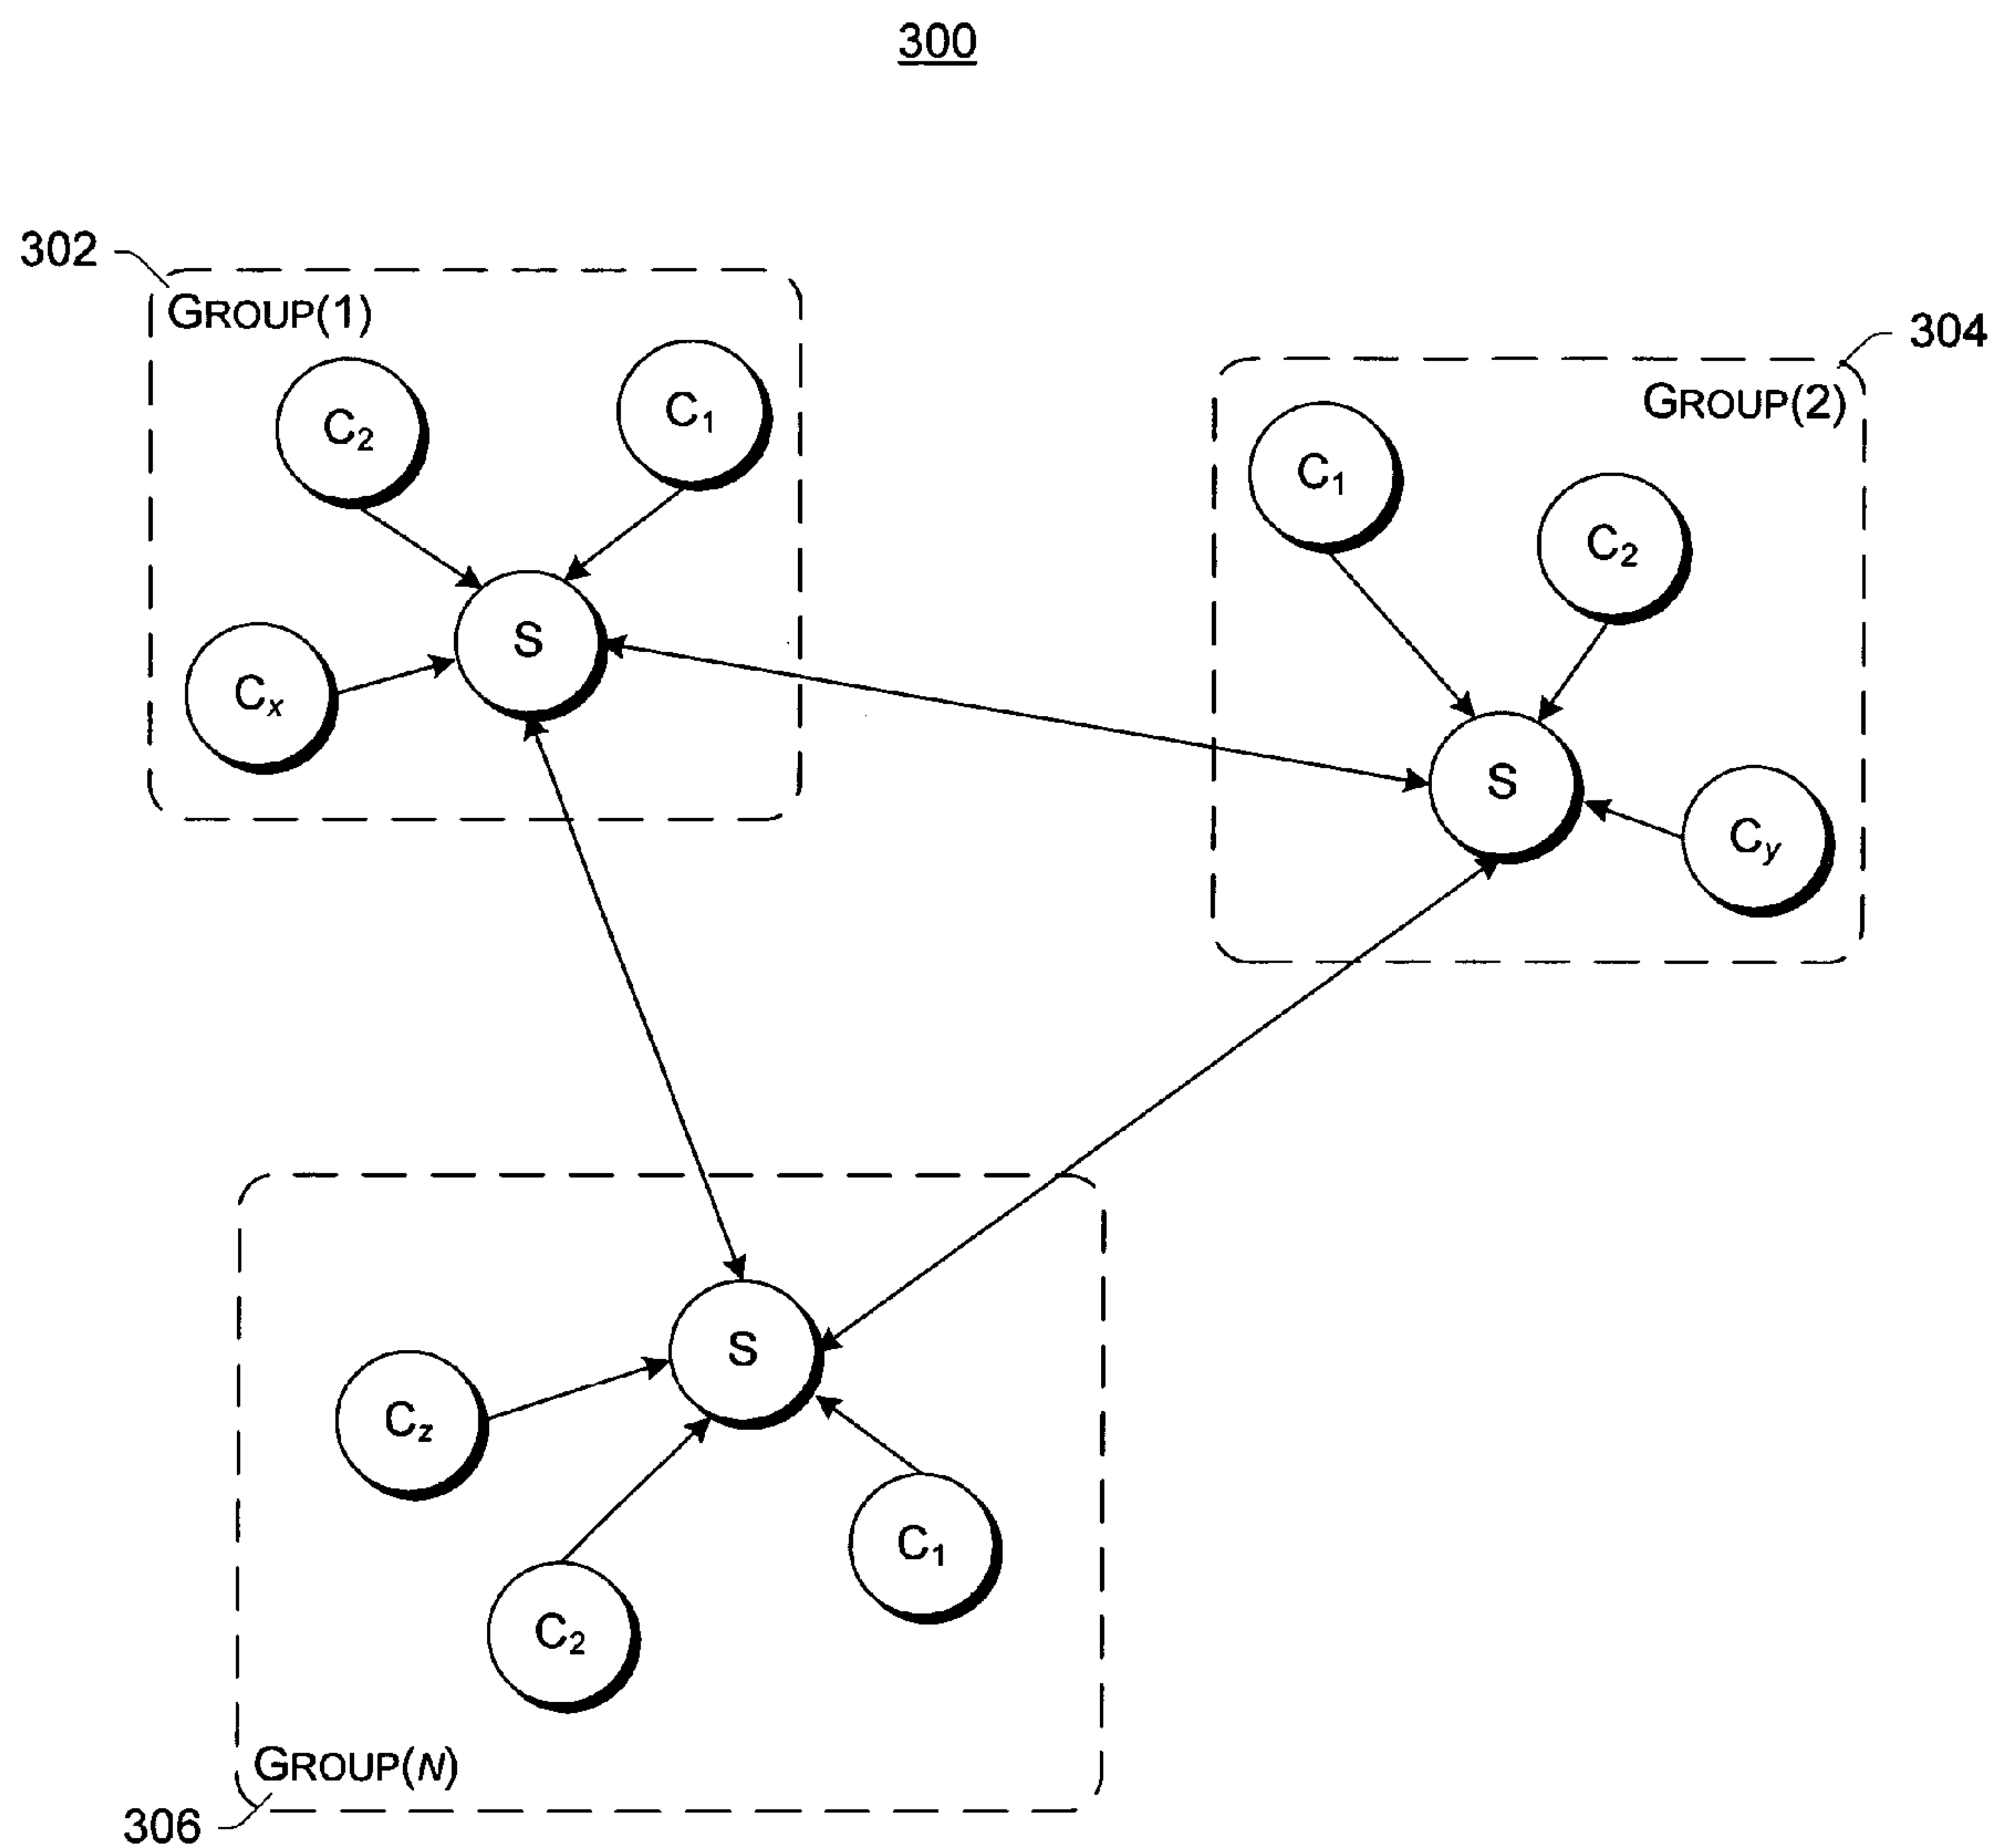 300
302
GROUP(1)
304
GROUP(2)
C2
C1
C1
C2
S
Cx
S
Cy
S
Cz
C1
C2
GROUP(N)
306